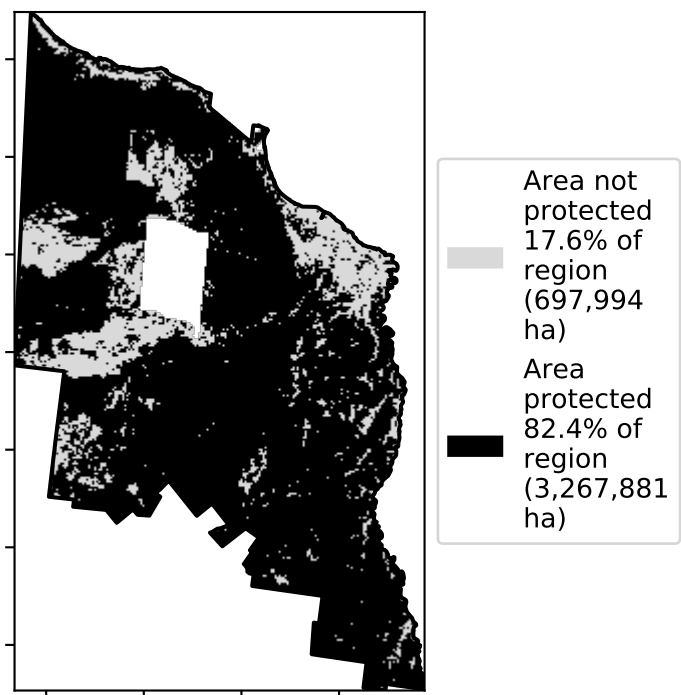 Area not
protected
17.6% of
region
(697,994
ha)
Area
protected
82.4% of
region
(3,267,881
ha)